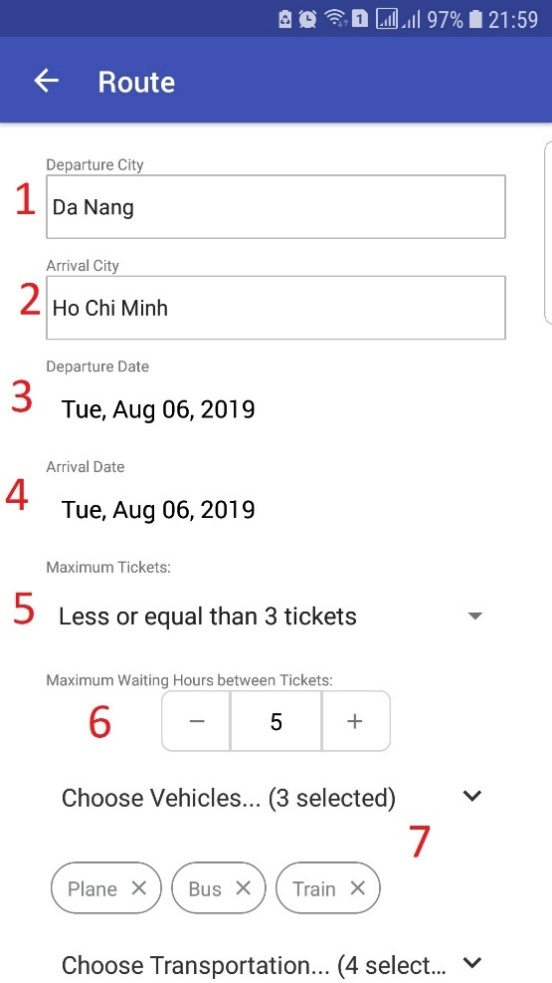 1 97% 21:59
Route
Departure City
1 Da Nang
Arrival City
2 Ho Chi Minh
Departure Date
3 Tue, Aug 06, 2019
Arrival Date
4 Tue, Aug 06, 2019
Maximum Tickets:
5 Less or equal than 3 tickets
Maximum Waiting Hours between Tickets:
6 − 5 +
Choose Vehicles... (3 selected)
7
Plane × Bus × Train ×
Choose Transportation... (4 select...